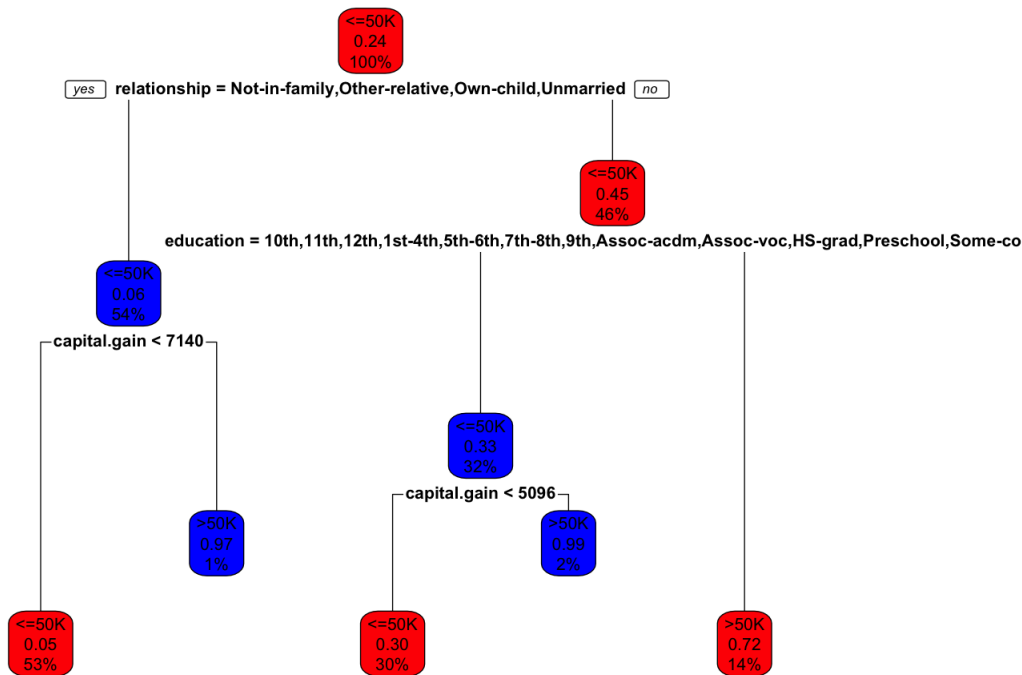 <=50K
0.24
100%
yes relationship = Not-in-family,Other-relative,Own-child,Unmarried no
<=50K
0.45
46%
education = 10th,11th,12th,1st-4th,5th-6th,7th-8th,9th,Assoc-acdm,Assoc-voc,HS-grad,Preschool,Some-co
<=50K
0.06
54%
capital.gain < 7140
<=50K
0.33
32%
capital.gain < 5096
>50K
0.97
1%
>50K
0.99
2%
<=50K
0.05
53%
<=50K
0.30
30%
>50K
0.72
14%